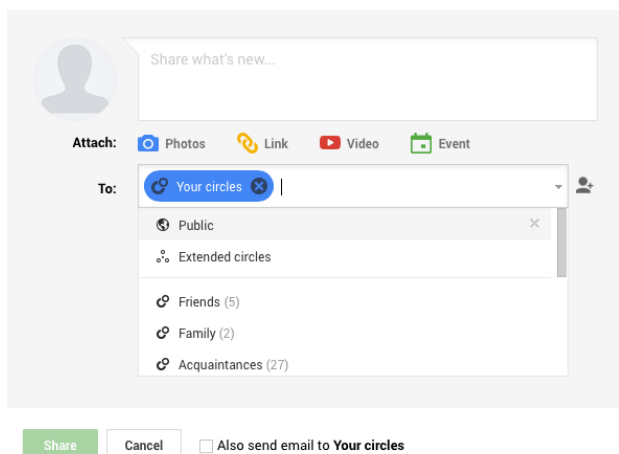 Share what's new...
Attach: Photos Link Video Event
To: Your circles
Public
Extended circles
Friends (5)
Family (2)
Acquaintances (27)
Share Cancel Also send email to Your circles